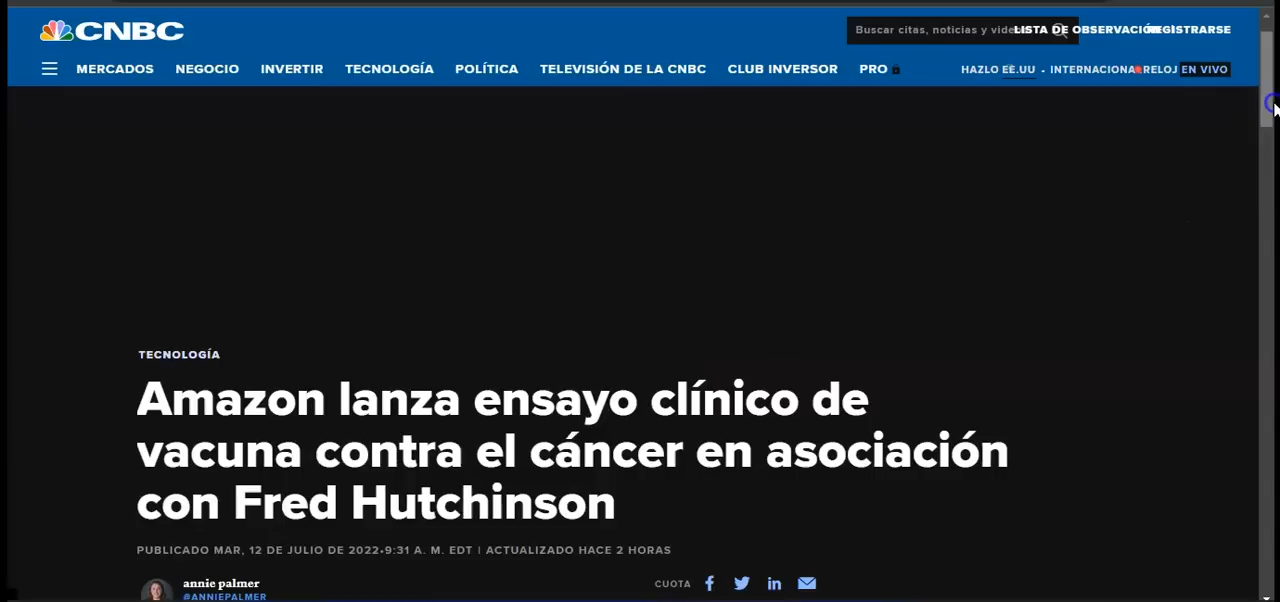 CNBC
Buscar citas, noticias y vide
LISTA DE OBSERVACIÓN
REGISTRARSE
MERCADOS NEGOCIO INVERTIR TECNOLOGÍA POLÍTICA TELEVISIÓN DE LA CNBC CLUB INVERSOR PRO
HAZLO EE.UU • INTERNACIONA RELOJ EN VIVO
TECNOLOGÍA
Amazon lanza ensayo clínico de
vacuna contra el cáncer en asociación
con Fred Hutchinson
PUBLICADO MAR, 12 DE JULIO DE 2022•9:31 A. M. EDT | ACTUALIZADO HACE 2 HORAS
annie palmer
@ANNIEPALMER
CUOTA